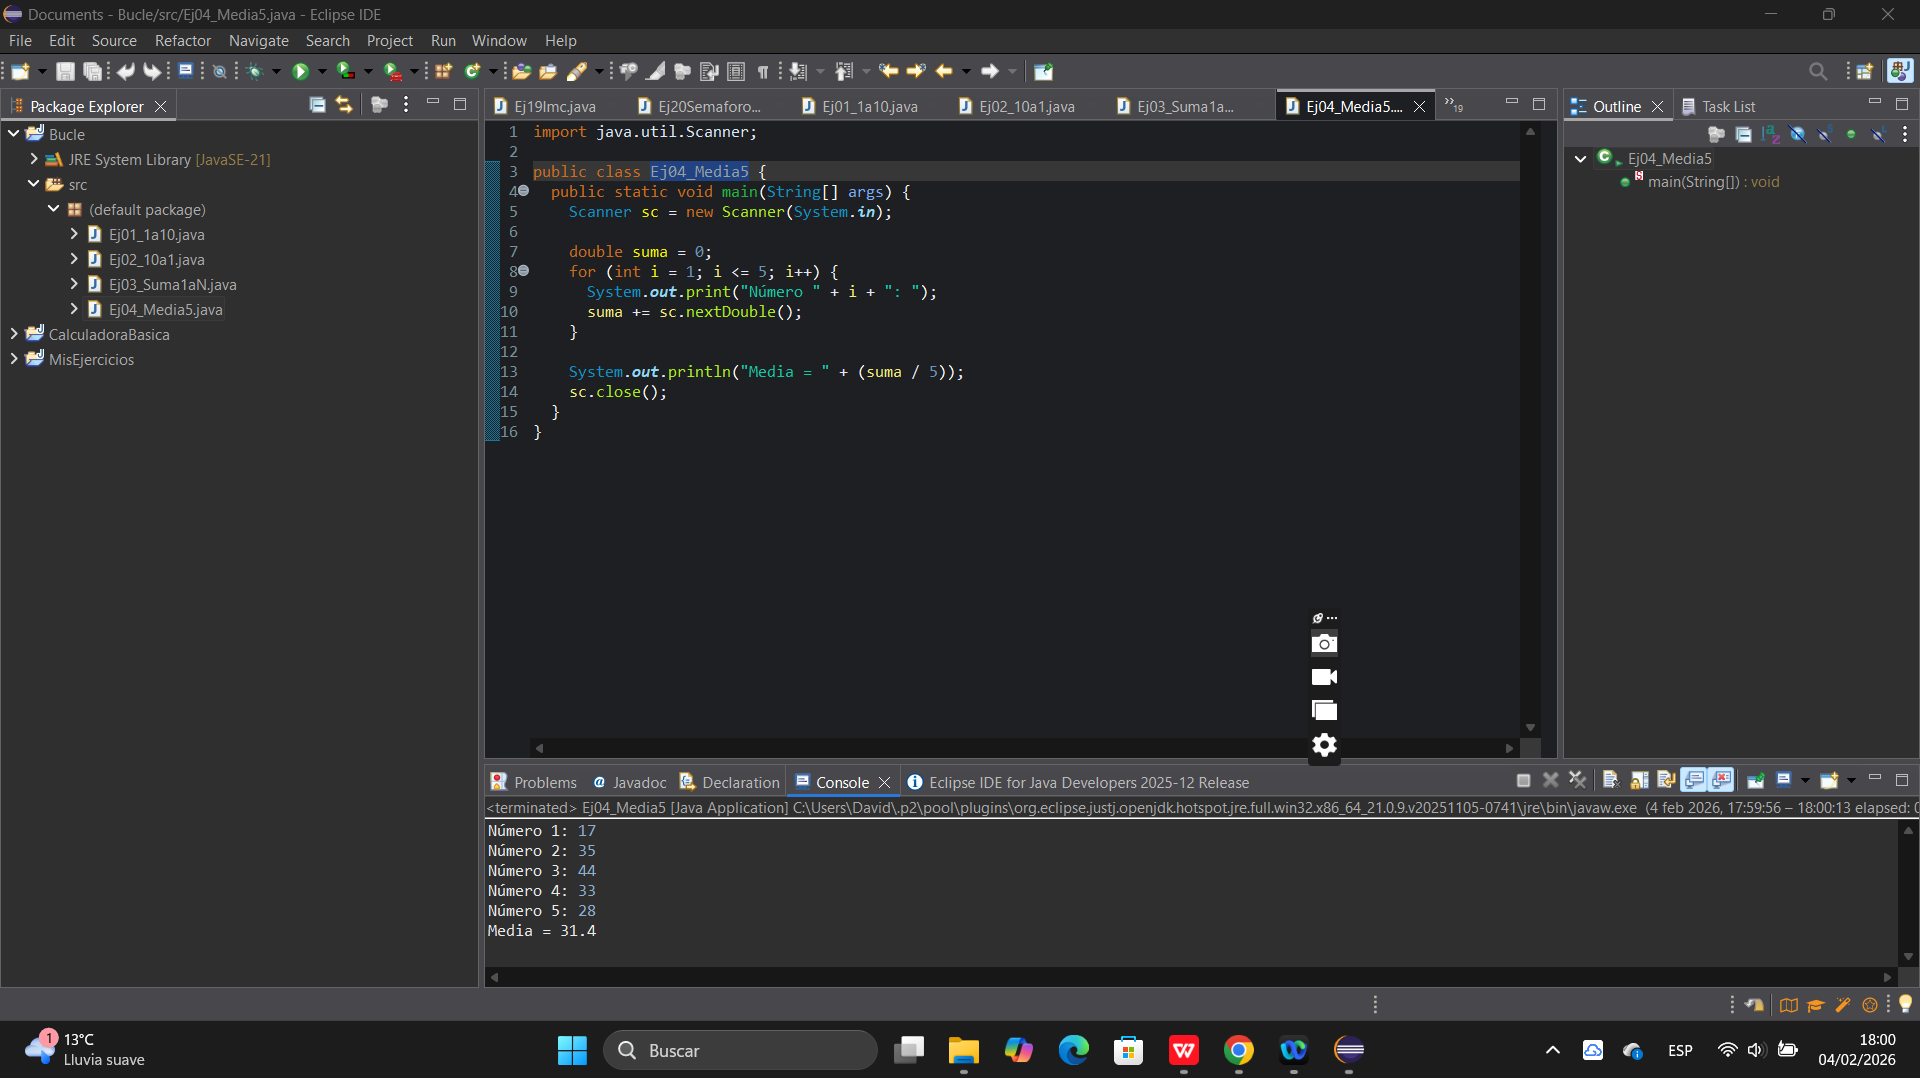 Documents - Bucle/src/Ej04_Media5.java - Eclipse IDE
File Edit Source Refactor Navigate Search Project Run Window Help
Package Explorer
Bucle
JRE System Library [JavaSE-21]
src
(default package)
Ej01_1a10.java
Ej02_10a1.java
Ej03_Suma1aN.java
Ej04_Media5.java
CalculadoraBasica
MisEjercicios
Ej19Imc.java Ej20Semaforo... Ej01_1a10.java Ej02_10a1.java Ej03_Suma1a... Ej04_Media5.... »19
1 import java.util.Scanner;
2
3 public class Ej04_Media5 {
4 public static void main(String[] args) {
5 Scanner sc = new Scanner(System.in);
6
7 double suma = 0;
8 for (int i = 1; i <= 5; i++) {
9 System.out.print("Número " + i + ": ");
10 suma += sc.nextDouble();
11 }
12
13 System.out.println("Media = " + (suma / 5));
14 sc.close();
15 }
16 }
Outline Task List
Ej04_Media5
main(String[]) : void
Problems Javadoc Declaration Console Eclipse IDE for Java Developers 2025-12 Release
<terminated> Ej04_Media5 [Java Application] C:\Users\David\.p2\pool\plugins\org.eclipse.justj.openjdk.hotspot.jre.full.win32.x86_64_21.0.9.v20251105-0741\jre\bin\javaw.exe (4 feb 2026, 17:59:56 – 18:00:13 elapsed: 0
Número 1: 17
Número 2: 35
Número 3: 44
Número 4: 33
Número 5: 28
Media = 31.4
1
13°C
Lluvia suave
Buscar
ESP
18:00
04/02/2026